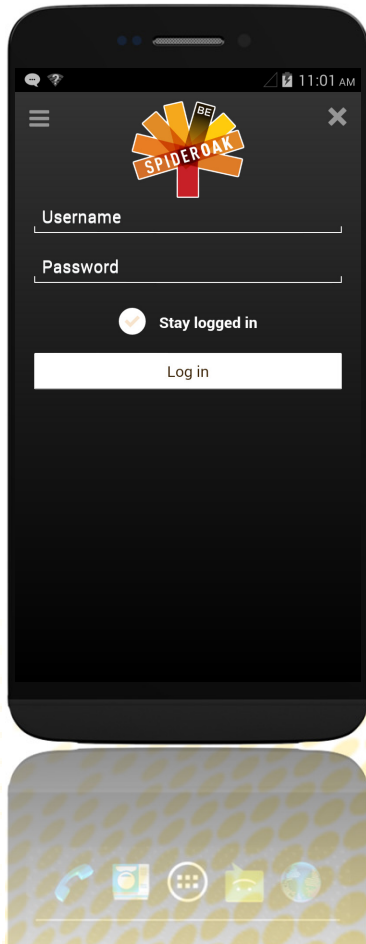 11:01 AM
BE
SPIDEROAK
Username
Password
Stay logged in
Log in